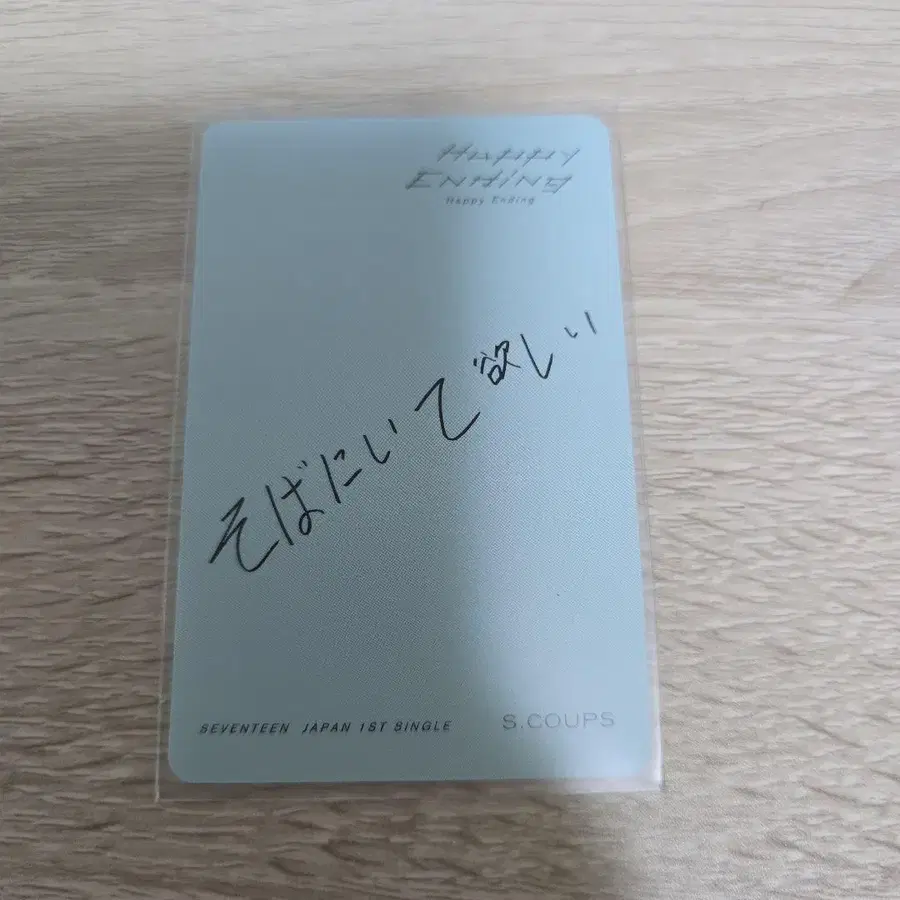 Happy
Ending
Happy Ending
そばにいて欲しい
SEVENTEEN JAPAN 1ST SINGLE
S.COUPS